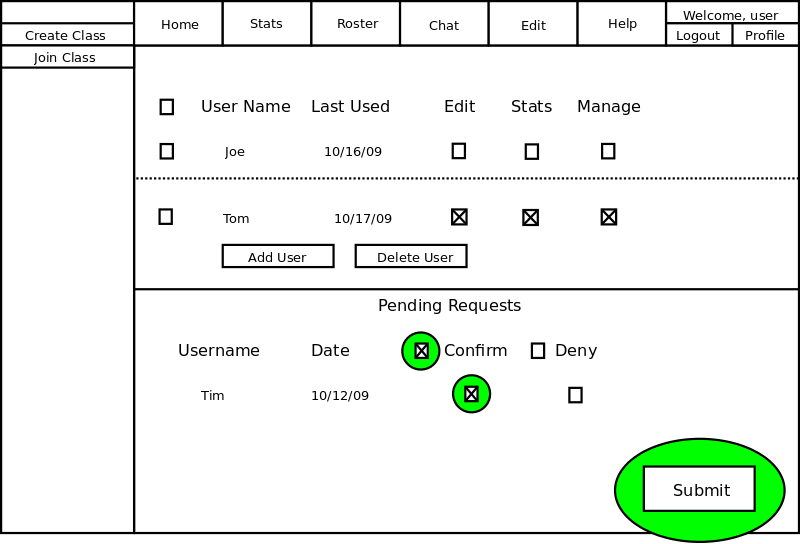 Home Stats Roster Chat Edit Help Welcome, user
Create Class Logout Profile
Join Class
User Name Last Used Edit Stats Manage
Joe 10/16/09
Tom 10/17/09
Add User Delete User
Pending Requests
Username Date Confirm Deny
Tim 10/12/09
Submit